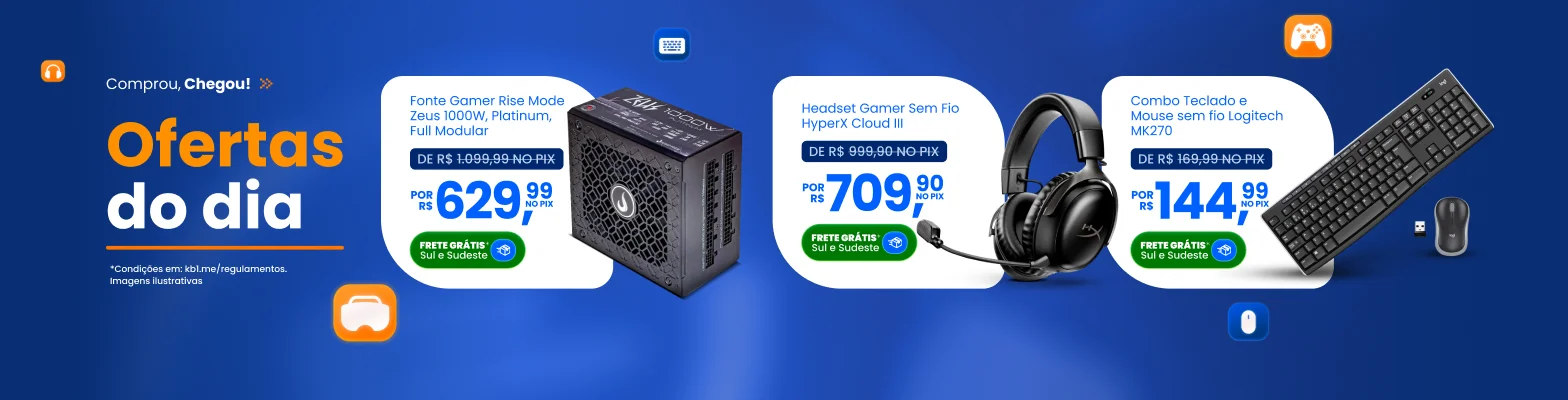 Comprou, Chegou!
Ofertas
do dia
*Condições em: kb1.me/regulamentos.
Imagens ilustrativas
Fonte Gamer Rise Mode
Zeus 1000W, Platinum,
Full Modular
DE R$ 1.099,99 NO PIX
POR R$ 629,99 NO PIX
FRETE GRÁTIS*
Sul e Sudeste
ZEUS 1000W
Headset Gamer Sem Fio
HyperX Cloud III
DE R$ 999,90 NO PIX
POR R$ 709,90 NO PIX
FRETE GRÁTIS*
Sul e Sudeste
Combo Teclado e
Mouse sem fio Logitech
MK270
DE R$ 169,99 NO PIX
POR R$ 144,99 NO PIX
FRETE GRÁTIS*
Sul e Sudeste